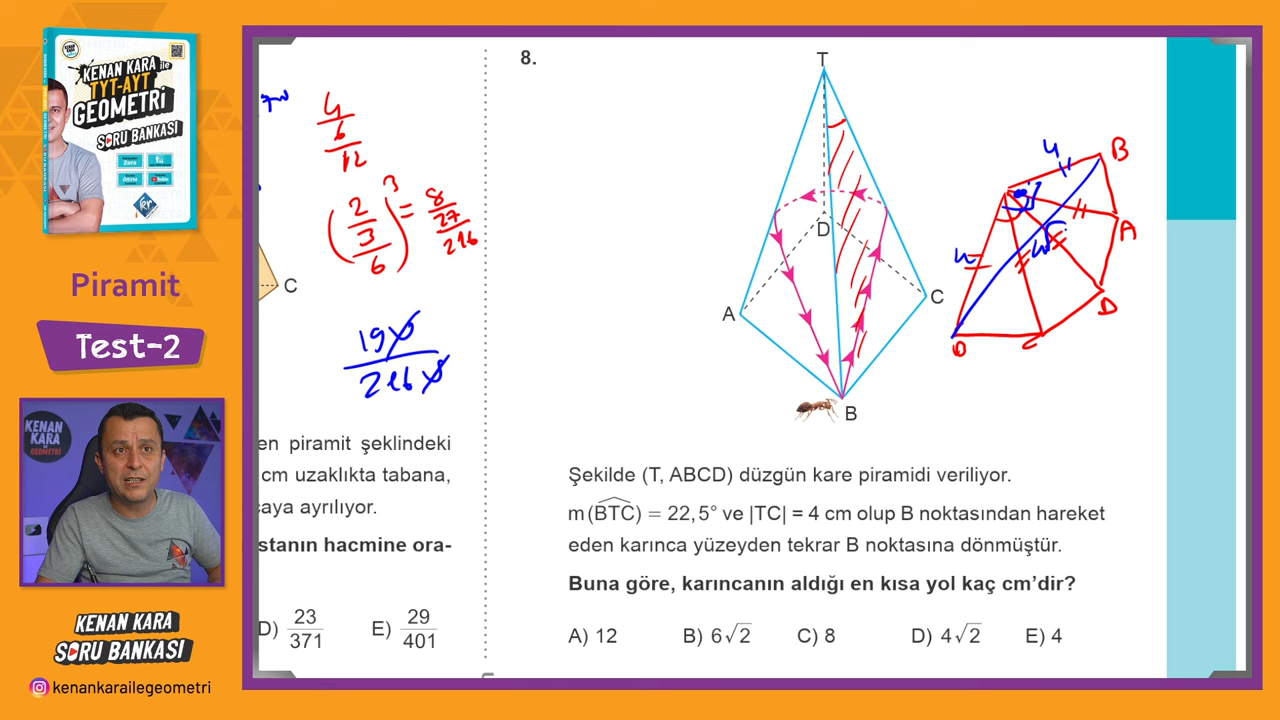 KENAN KARA ile
TYT-AYT
GEOMETRİ
SORU BANKASI
Piramit
Test-2
KENAN KARA
SORU BANKASI
kenankarailegeometri
4
6
12
(2/3/6)³ = 8
27
216
19
216
C
en piramit şeklindeki
cm uzaklıkta tabana,
çaya ayrılıyor.
stanın hacmine ora-
D) 23/371 E) 29/401
8.
T
D
A
C
B
4
B
A
D
C
4
Şekilde (T, ABCD) düzgün kare piramidi veriliyor.
m(BTC) = 22,5° ve |TC| = 4 cm olup B noktasından hareket
eden karınca yüzeyden tekrar B noktasına dönmüştür.
Buna göre, karıncanın aldığı en kısa yol kaç cm'dir?
A) 12 B) 6√2 C) 8 D) 4√2 E) 4